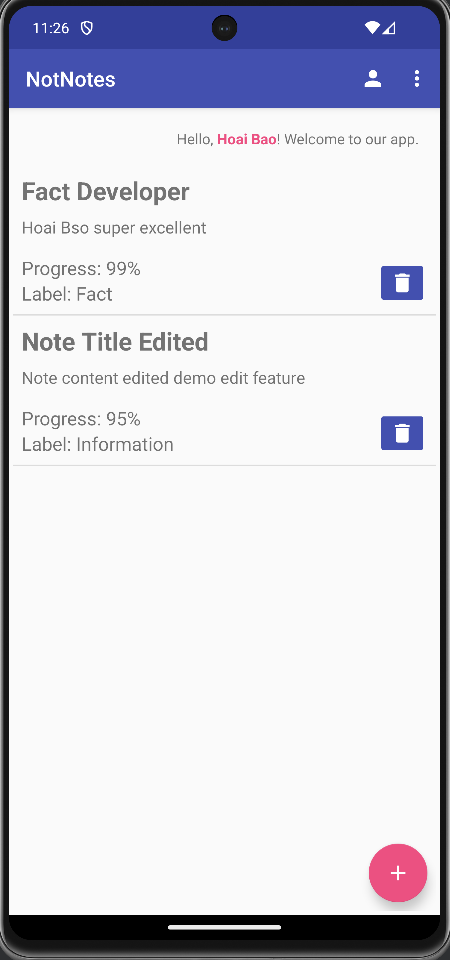 11:26
NotNotes
Hello, Hoai Bao! Welcome to our app.
Fact Developer
Hoai Bso super excellent
Progress: 99%
Label: Fact
Note Title Edited
Note content edited demo edit feature
Progress: 95%
Label: Information
+